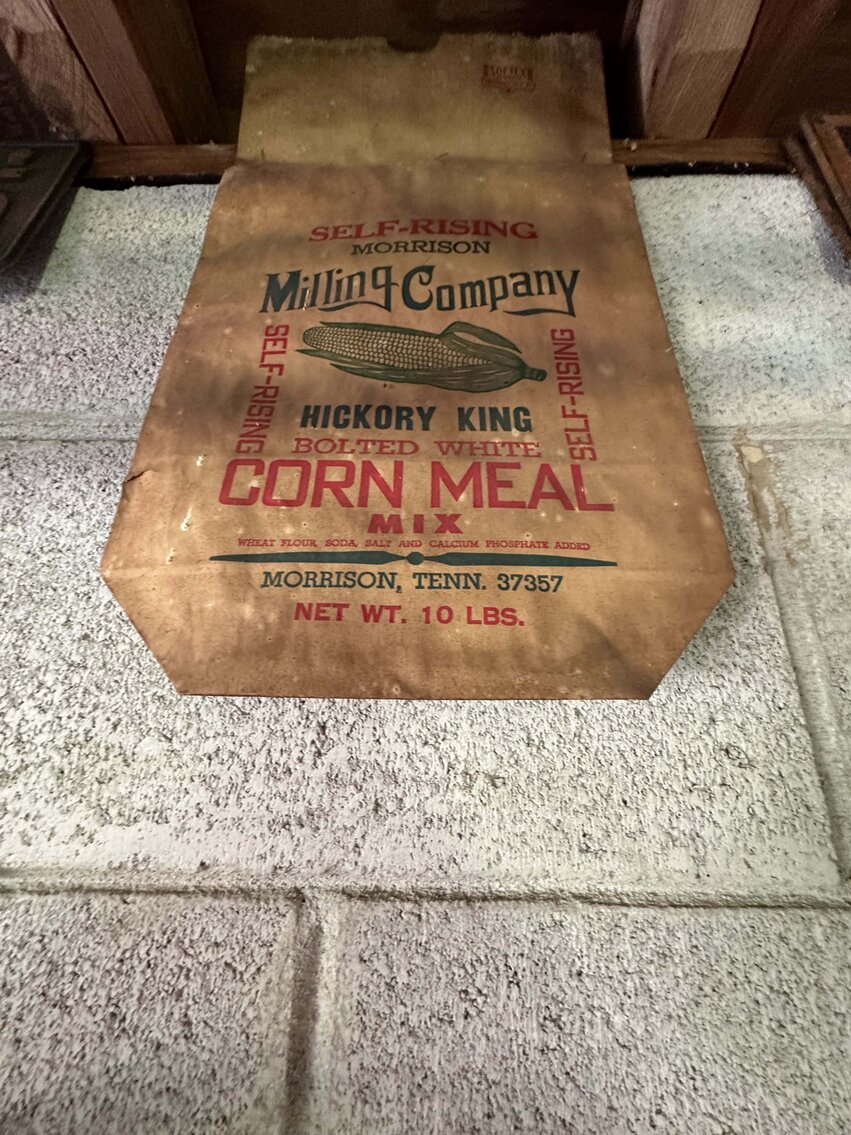 SELF-RISING
MORRISON
Milling Company
SELF-RISING
SELF-RISING
HICKORY KING
BOLTED WHITE
CORN MEAL
MIX
WHEAT FLOUR, SODA, SALT AND CALCIUM PHOSPHATE ADDED
MORRISON, TENN. 37357
NET WT. 10 LBS.